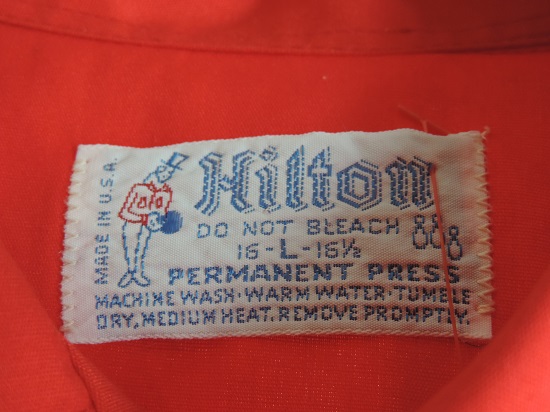 MADE IN U.S.A.
Hilton
DO NOT BLEACH
16-L-16½
PERMANENT PRESS
MACHINE WASH·WARM WATER·TUMBLE
DRY, MEDIUM HEAT. REMOVE PROMPTLY.